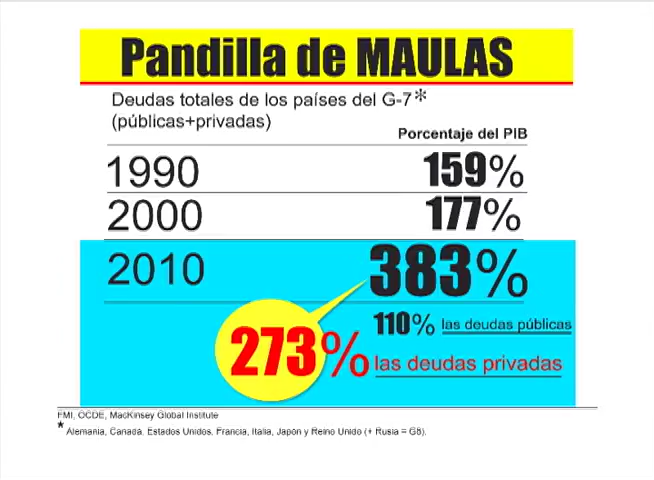 Pandilla de MAULAS
Deudas totales de los países del G-7*
(públicas+privadas)
Porcentaje del PIB
1990 159%
2000 177%
2010 383%
110% las deudas públicas
273% las deudas privadas
FMI, OCDE, MacKinsey Global Institute
* Alemania, Canada, Estados Unidos, Francia, Italia, Japón y Reino Unido (+ Rusia = G8).